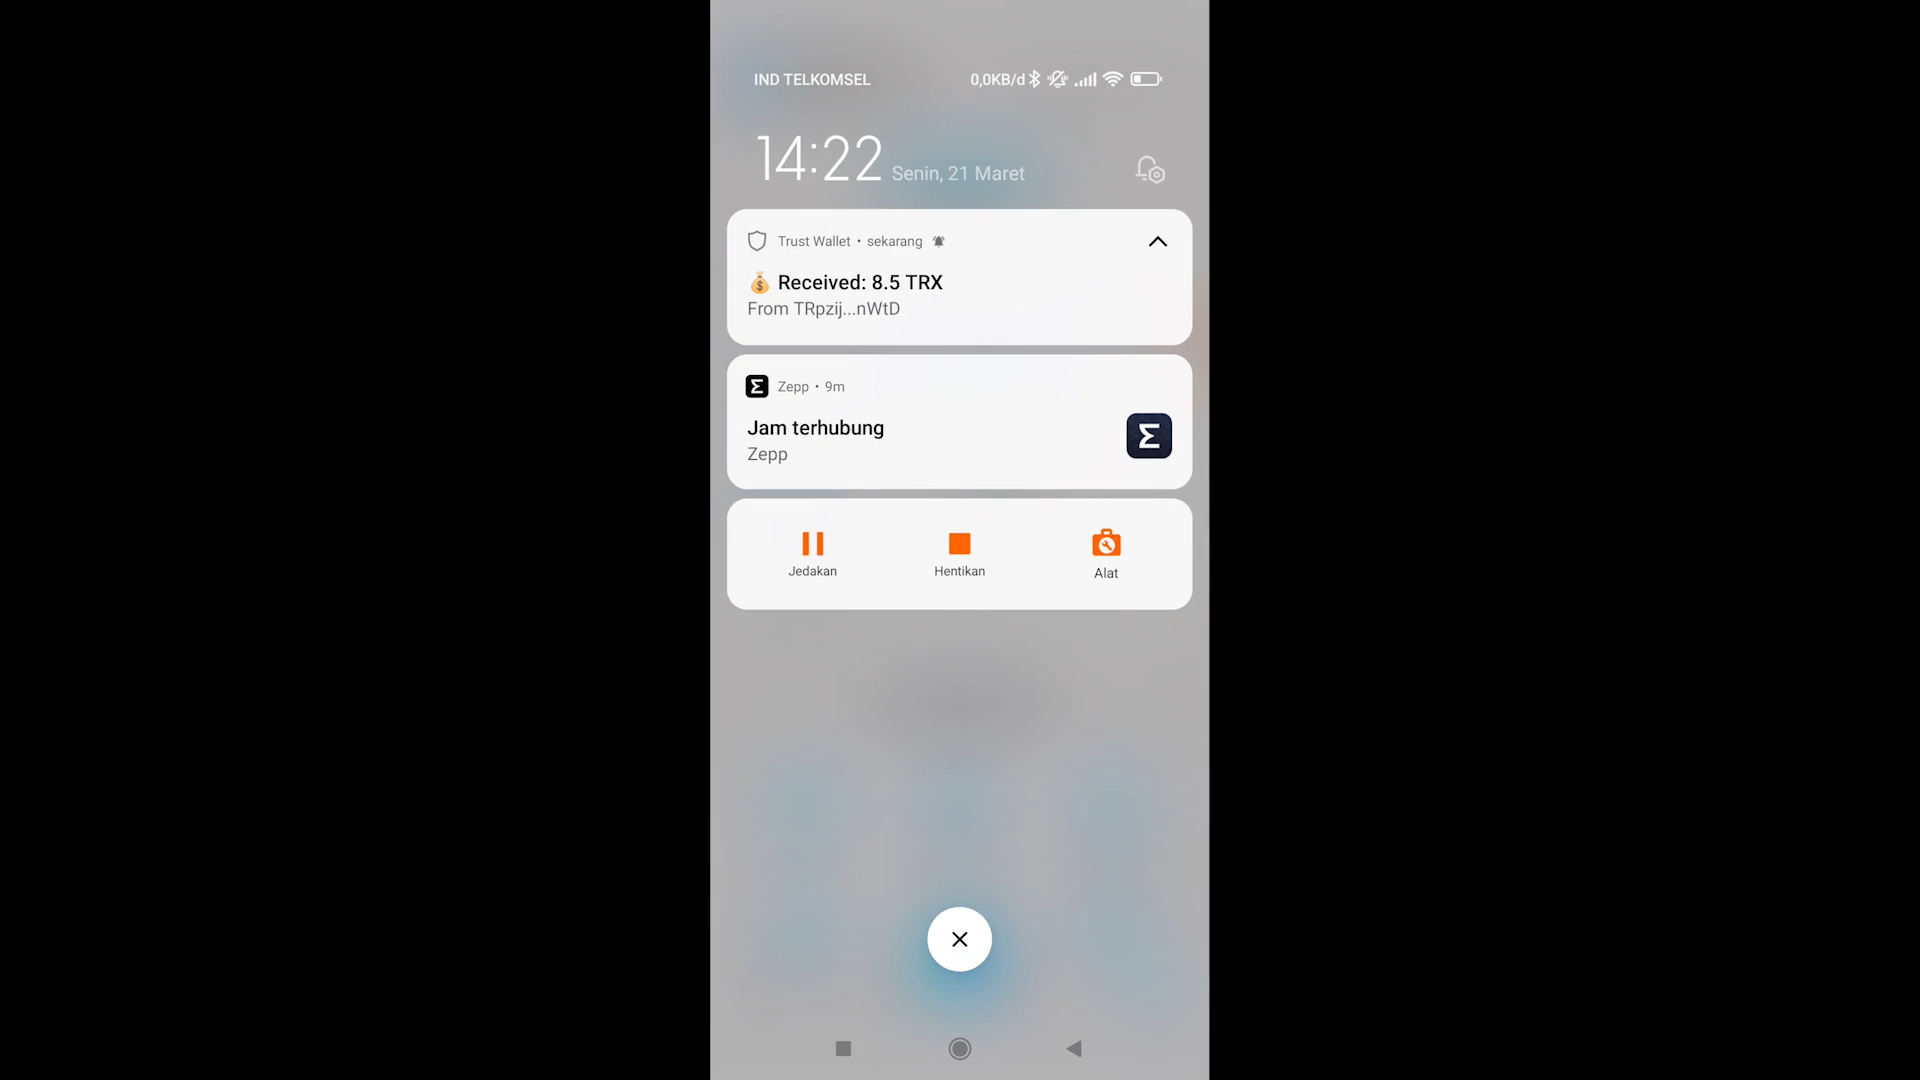 IND TELKOMSEL 0,0KB/d
14:22 Senin, 21 Maret
Trust Wallet • sekarang
💰 Received: 8.5 TRX
From TRpzij...nWtD
Zepp • 9m
Jam terhubung
Zepp
Jedakan Hentikan Alat